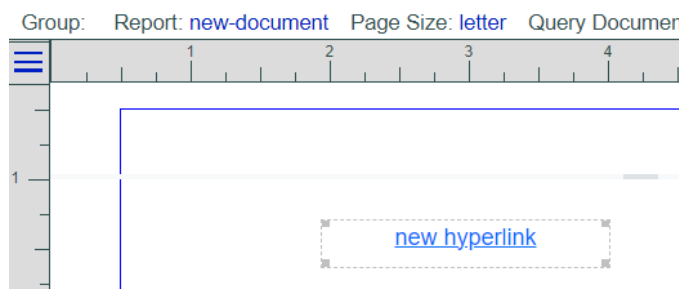 Group: Report: new-document Page Size: letter Query Documen
1 2 3 4
1
new hyperlink